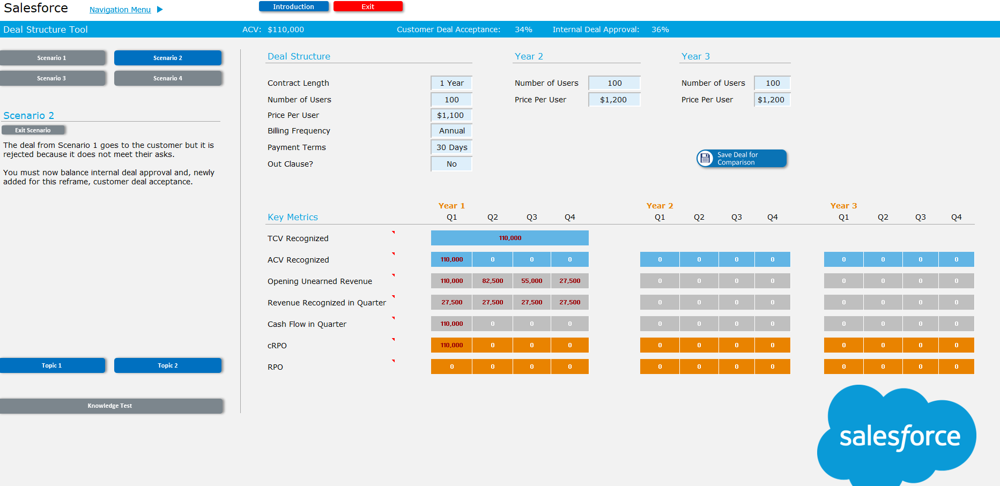 Salesforce
Navigation Menu
Introduction
Exit
Deal Structure Tool
ACV: $110,000
Customer Deal Acceptance: 34%
Internal Deal Approval: 36%
Scenario 1
Scenario 2
Scenario 3
Scenario 4
Scenario 2
Exit Scenario
The deal from Scenario 1 goes to the customer but it is
rejected because it does not meet their asks.
You must now balance internal deal approval and, newly
added for this reframe, customer deal acceptance.
Topic 1
Topic 2
Knowledge Test
Deal Structure
Contract Length 1 Year
Number of Users 100
Price Per User $1,100
Billing Frequency Annual
Payment Terms 30 Days
Out Clause? No
Year 2
Number of Users 100
Price Per User $1,200
Year 3
Number of Users 100
Price Per User $1,200
Save Deal for
Comparison
Year 1 Year 2 Year 3
Key Metrics Q1 Q2 Q3 Q4 Q1 Q2 Q3 Q4 Q1 Q2 Q3 Q4
TCV Recognized 110,000
ACV Recognized 110,000 0 0 0 0 0 0 0 0 0 0 0
Opening Unearned Revenue 110,000 82,500 55,000 27,500 0 0 0 0 0 0 0 0
Revenue Recognized in Quarter 27,500 27,500 27,500 27,500 0 0 0 0 0 0 0 0
Cash Flow in Quarter 110,000 0 0 0 0 0 0 0 0 0 0 0
cRPO 110,000 0 0 0 0 0 0 0 0 0 0 0
RPO 0 0 0 0 0 0 0 0 0 0 0 0
salesforce